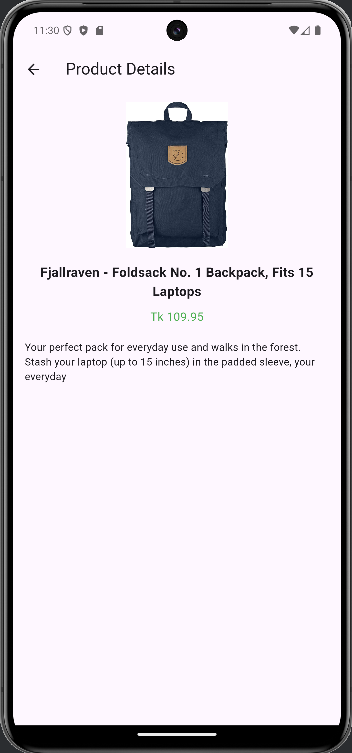 11:30
Product Details
Fjallraven - Foldsack No. 1 Backpack, Fits 15
Laptops
Tk 109.95
Your perfect pack for everyday use and walks in the forest.
Stash your laptop (up to 15 inches) in the padded sleeve, your
everyday